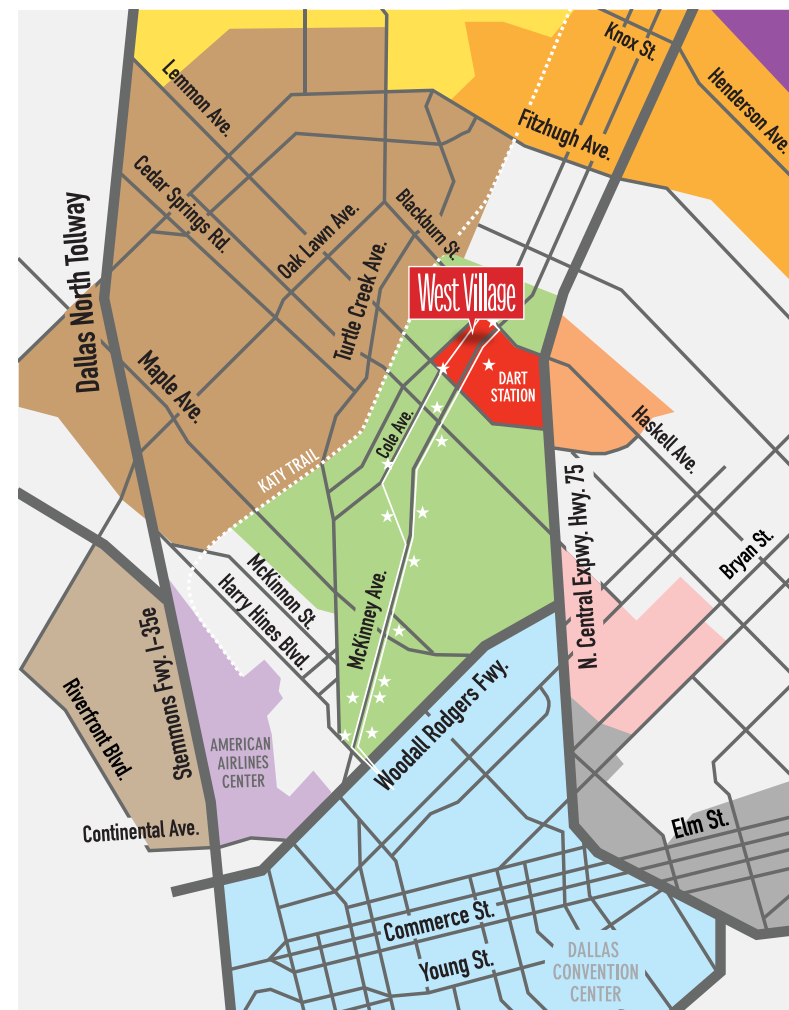 Knox St.
Henderson Ave.
Lemmon Ave.
Fitzhugh Ave.
Cedar Springs Rd.
Blackburn St.
Oak Lawn Ave.
Dallas North Tollway
Turtle Creek Ave.
West Village
DART
STATION
Maple Ave.
Cole Ave.
Haskell Ave.
KATY TRAIL
N. Central Expwy. Hwy. 75
Bryan St.
McKinnon St.
Harry Hines Blvd.
McKinney Ave.
Stemmons Fwy. I-35e
Riverfront Blvd.
Woodall Rodgers Fwy.
AMERICAN
AIRLINES
CENTER
Continental Ave.
Elm St.
Commerce St.
Young St.
DALLAS
CONVENTION
CENTER